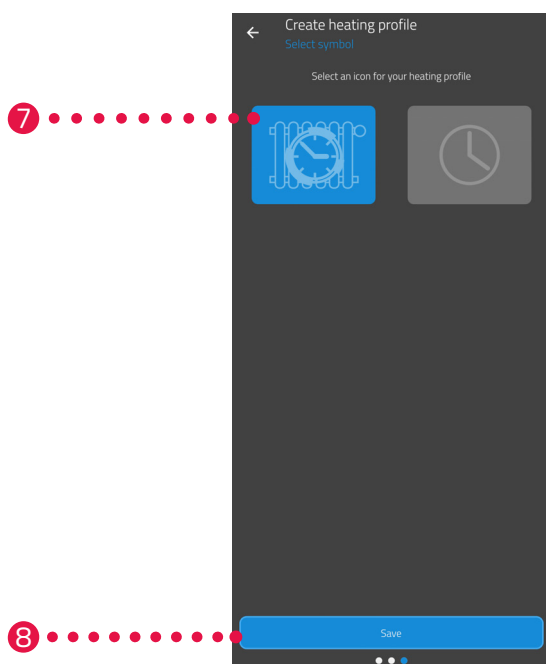 Create heating profile
Select symbol
Select an icon for your heating profile
7
8
Save